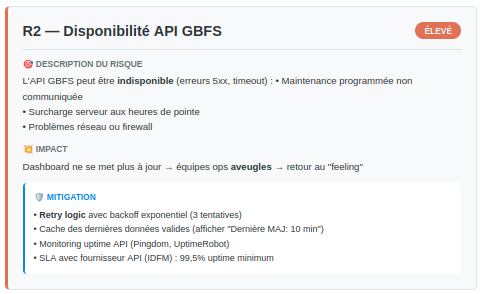 R2 — Disponibilité API GBFS
ÉLEVÉ
🎯 DESCRIPTION DU RISQUE
L'API GBFS peut être indisponible (erreurs 5xx, timeout) : • Maintenance programmée non
communiquée
• Surcharge serveur aux heures de pointe
• Problèmes réseau ou firewall
💥 IMPACT
Dashboard ne se met plus à jour → équipes ops aveugles → retour au "feeling"
🛡️ MITIGATION
• Retry logic avec backoff exponentiel (3 tentatives)
• Cache des dernières données valides (afficher "Dernière MAJ: 10 min")
• Monitoring uptime API (Pingdom, UptimeRobot)
• SLA avec fournisseur API (IDFM) : 99,5% uptime minimum